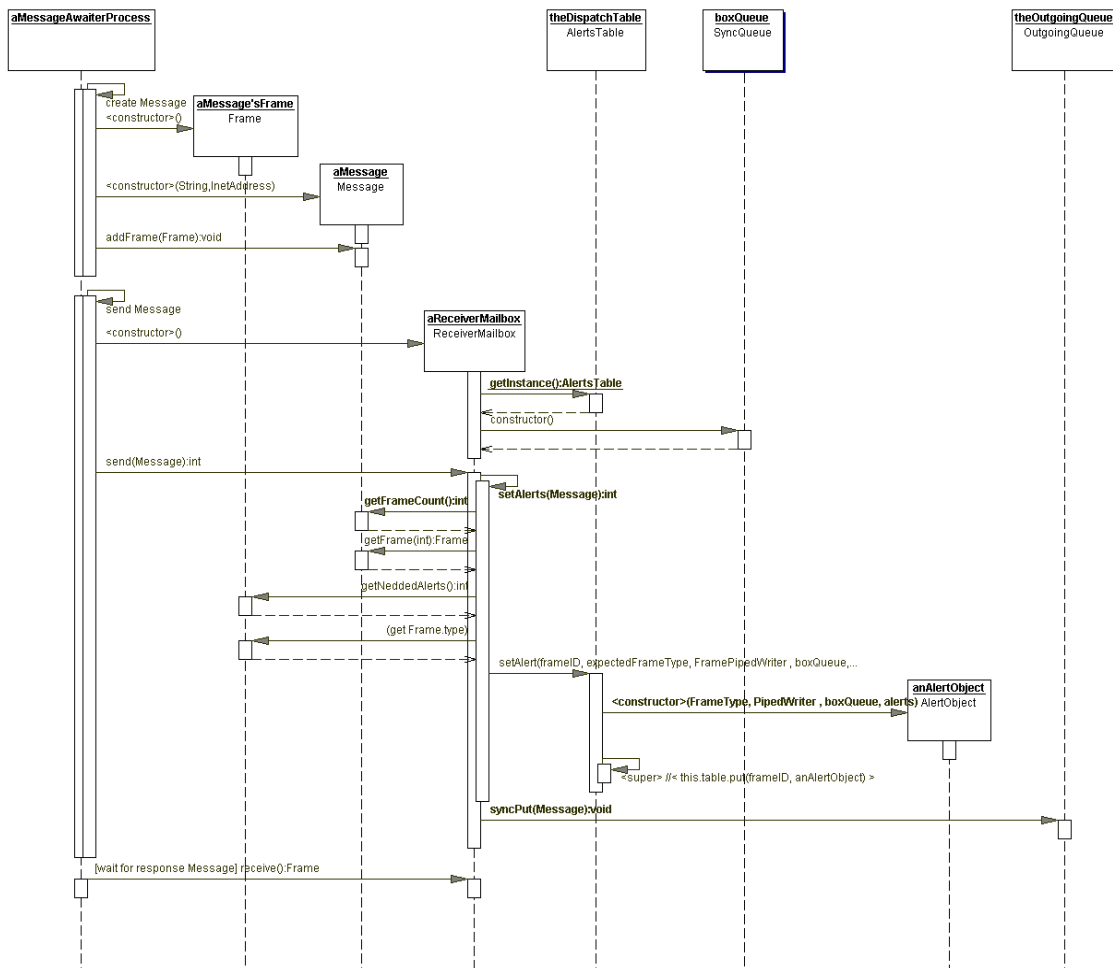 aMessageAwaiterProcess
theDispatchTable
AlertsTable
boxQueue
SyncQueue
theOutgoingQueue
OutgoingQueue
create Message
<constructor>()
aMessage'sFrame
Frame
<constructor>(String,InetAddress)
aMessage
Message
addFrame(Frame):void
send Message
<constructor>()
aReceiverMailbox
ReceiverMailbox
getInstance():AlertsTable
constructor()
send(Message):int
setAlerts(Message):int
getFrameCount():int
getFrame(int):Frame
getNeddedAlerts():int
(get Frame.type)
setAlert(frameID, expectedFrameType, FramePipedWriter , boxQueue,...
anAlertObject
AlertObject
<constructor>(FrameType, PipedWriter , boxQueue, alerts)
<super> //< this.table.put(frameID, anAlertObject) >
syncPut(Message):void
[wait for response Message] receive():Frame